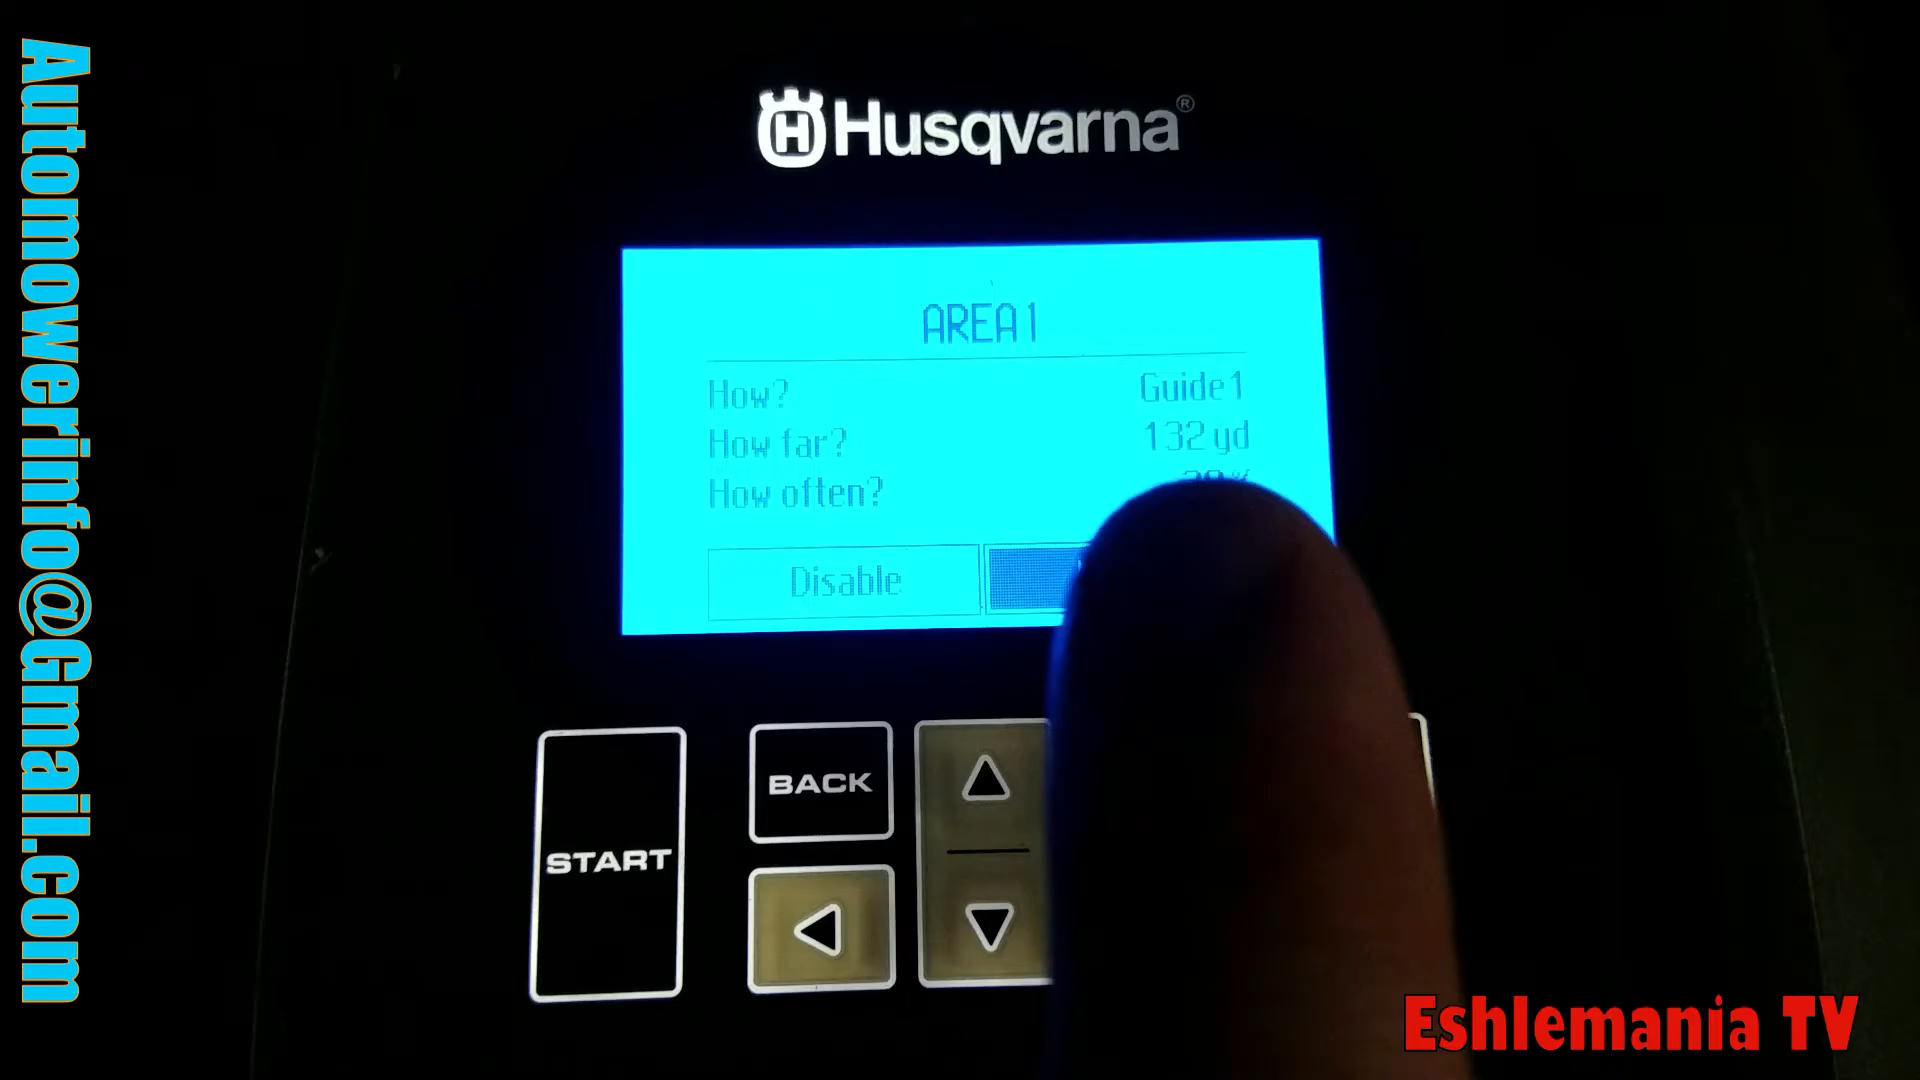 Automowerinfo@Gmail.com
Husqvarna®
AREA 1
How? Guide 1
How far? 132 yd
How often?
Disable
BACK
START
Eshlemania TV